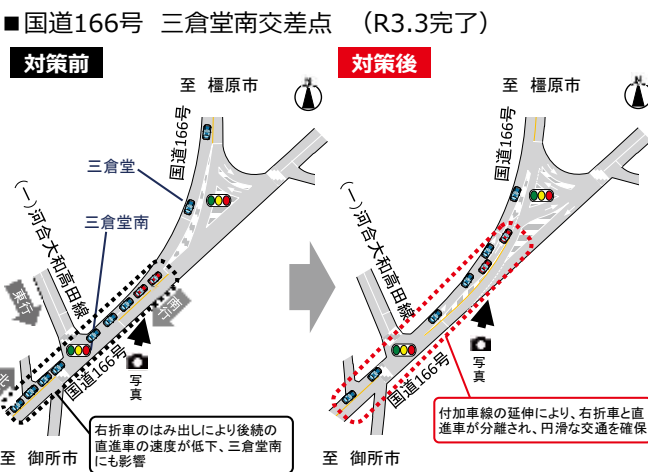 ■国道166号 三倉堂南交差点 （R3.3完了）
対策前
至 橿原市
国道166号
三倉堂
三倉堂南
(一)河合大和高田線
東行
南行
北
国道166号
写真
右折車のはみ出しにより後続の
直進車の速度が低下、三倉堂南
にも影響
至 御所市
対策後
至 橿原市
国道166号
(一)河合大和高田線
国道166号
写真
付加車線の延伸により、右折車と直
進車が分離され、円滑な交通を確保
至 御所市